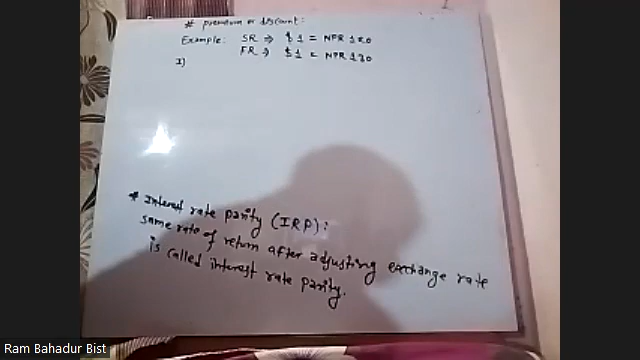 # premium or discount:
Example: SR ⇒ $1 = NPR 120
FR ⇒ $1 = NPR 130
I)
* Interest rate parity (IRP):
same rate of return after adjusting exchange rate
is called interest rate parity.
Ram Bahadur Bist